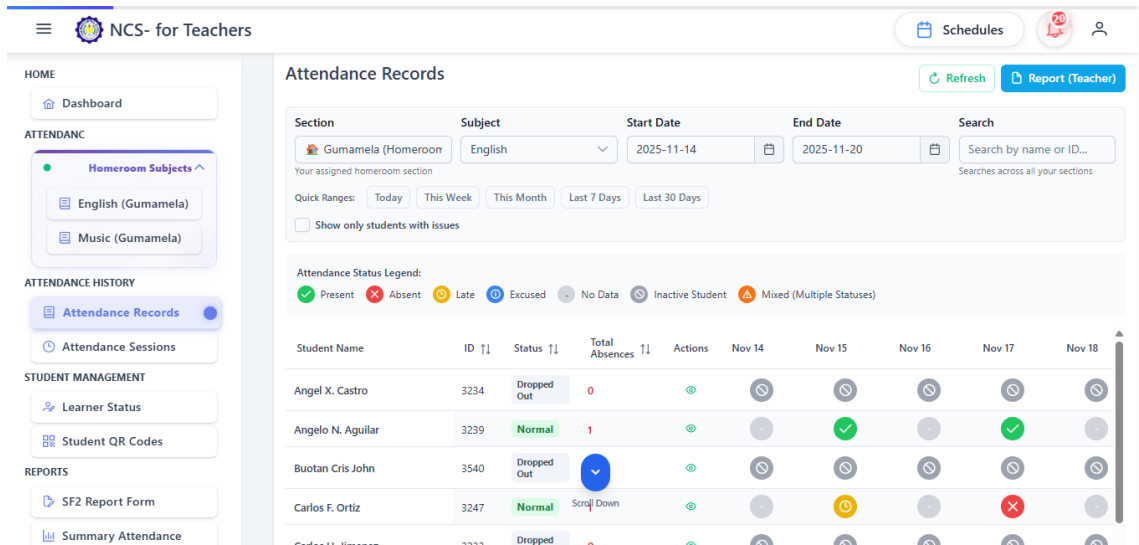 NCS- for Teachers
Schedules
20
HOME
Dashboard
ATTENDANC
Homeroom Subjects
English (Gumamela)
Music (Gumamela)
ATTENDANCE HISTORY
Attendance Records
Attendance Sessions
STUDENT MANAGEMENT
Learner Status
Student QR Codes
REPORTS
SF2 Report Form
Summary Attendance
Attendance Records
Refresh
Report (Teacher)
Section Subject Start Date End Date Search
Gumamela (Homeroom English 2025-11-14 2025-11-20 Search by name or ID...
Your assigned homeroom section Searches across all your sections
Quick Ranges: Today This Week This Month Last 7 Days Last 30 Days
Show only students with issues
Attendance Status Legend:
Present Absent Late Excused - No Data Inactive Student Mixed (Multiple Statuses)
Student Name ID Status Total Absences Actions Nov 14 Nov 15 Nov 16 Nov 17 Nov 18
Angel X. Castro 3234 Dropped Out 0
Angelo N. Aguilar 3239 Normal 1 - - -
Buotan Cris John 3540 Dropped Out
Carlos F. Ortiz 3247 Normal 1 - - -
Scroll Down
Dropped